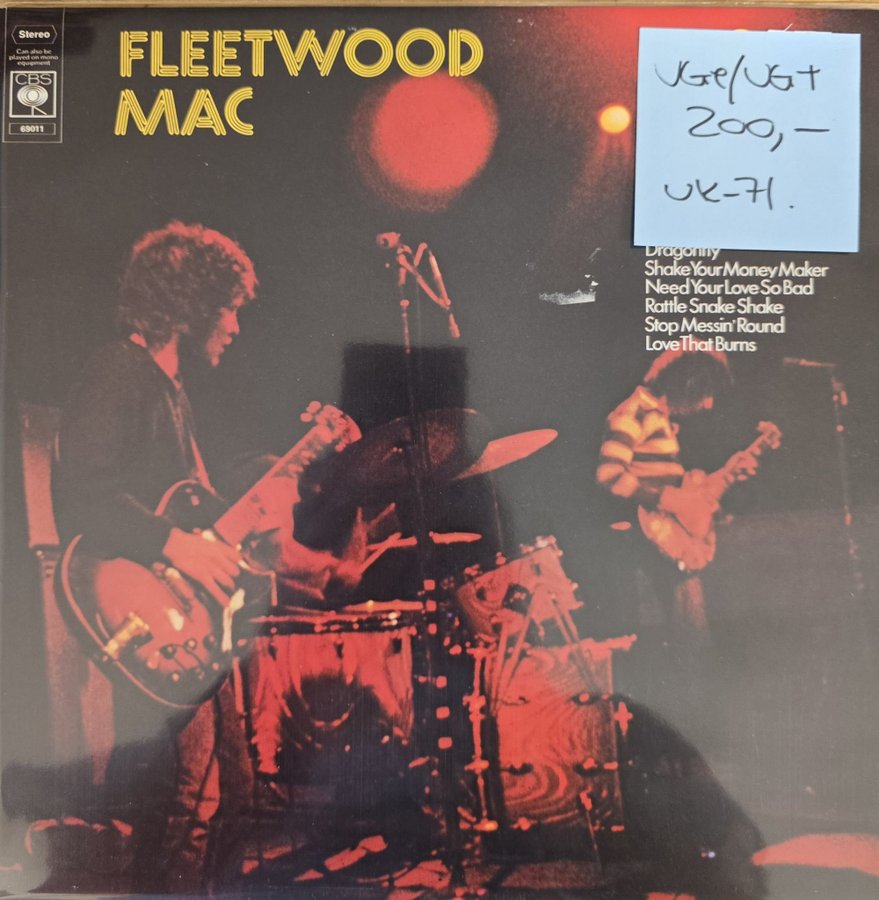 Stereo
Can also be
played on mono
equipment
CBS
69011
FLEETWOOD
MAC
VG+/VG+
200,-
UK-71.
Dragonfly
Shake Your Money Maker
Need Your Love So Bad
Rattle Snake Shake
Stop Messin' Round
Love That Burns